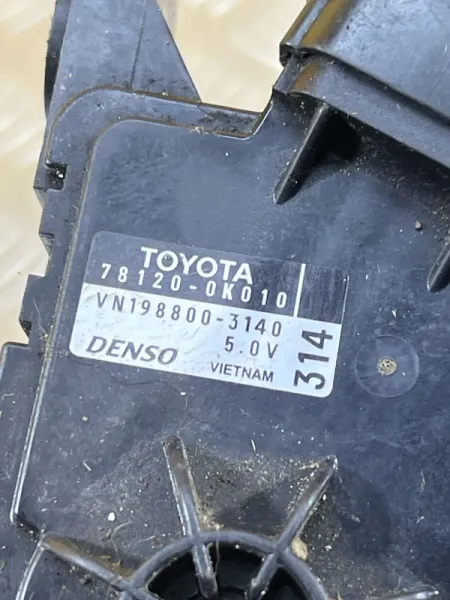 TOYOTA
78120-0K010
VN198800-3140
DENSO 5.0V
VIETNAM
314